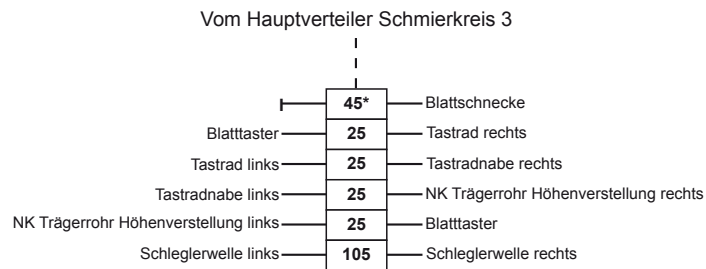 Vom Hauptverteiler Schmierkreis 3
45* Blattschnecke
Blatttaster 25 Tastrad rechts
Tastrad links 25 Tastradnabe rechts
Tastradnabe links 25 NK Trägerrohr Höhenverstellung rechts
NK Trägerrohr Höhenverstellung links 25 Blatttaster
Schleglerwelle links 105 Schleglerwelle rechts